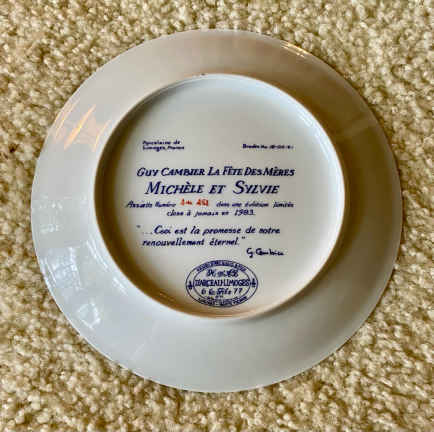 Porcelaine de
Limoges, France
GUY CAMBIER LA FÊTE DES MÈRES
MICHÈLE ET SYLVIE
Assiette Numéro dans une édition limitée
close à jamais en 1983.
"...Ceci est la promesse de notre
renouvellement éternel."
G. Cambier
D'ARCEAU-LIMOGES